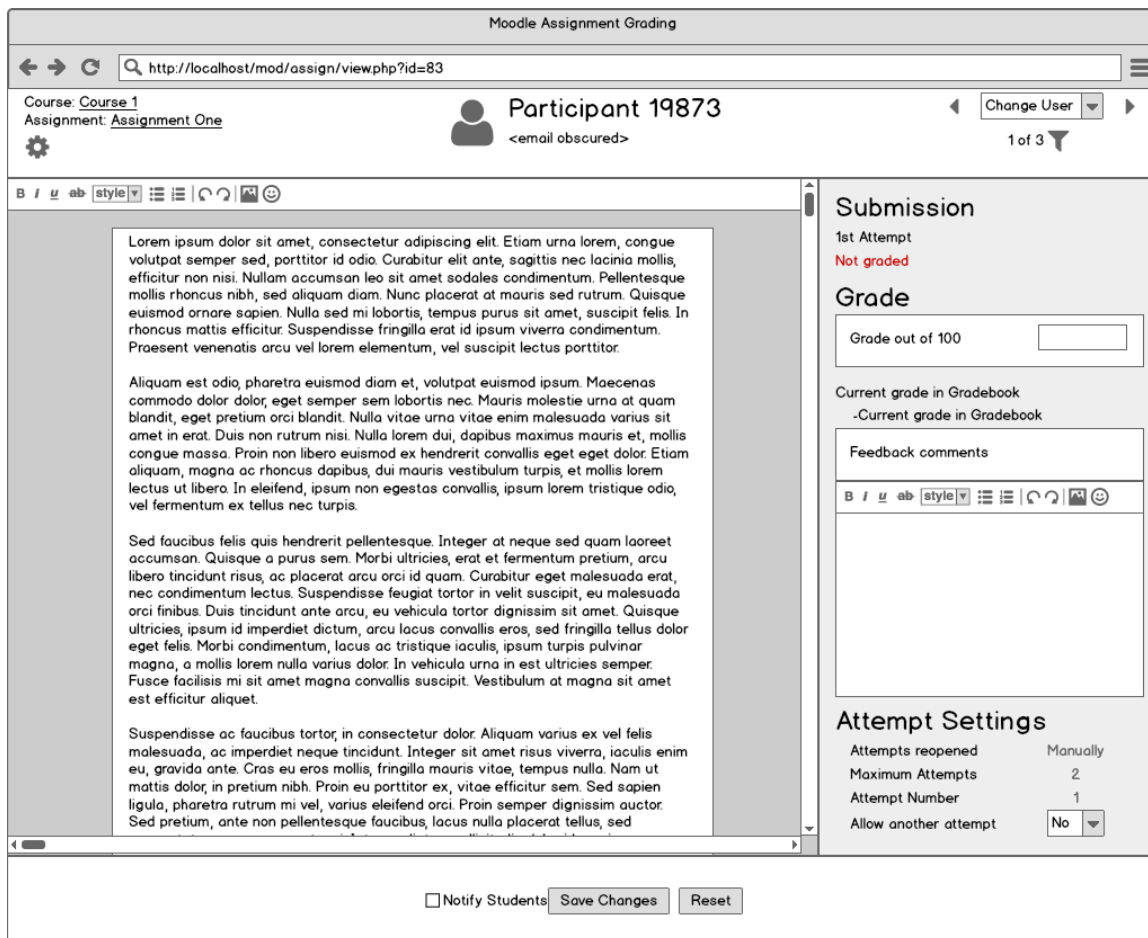 Moodle Assignment Grading
http://localhost/mod/assign/view.php?id=83
Course: Course 1
Assignment: Assignment One
Participant 19873
<email obscured>
Change User
1 of 3
B i u ab style
Lorem ipsum dolor sit amet, consectetur adipiscing elit. Etiam urna lorem, congue
volutpat semper sed, porttitor id odio. Curabitur elit ante, sagittis nec lacinia mollis,
efficitur non nisi. Nullam accumsan leo sit amet sodales condimentum. Pellentesque
mollis rhoncus nibh, sed aliquam diam. Nunc placerat at mauris sed rutrum. Quisque
euismod ornare sapien. Nulla sed mi lobortis, tempus purus sit amet, suscipit felis. In
rhoncus mattis efficitur. Suspendisse fringilla erat id ipsum viverra condimentum.
Praesent venenatis arcu vel lorem elementum, vel suscipit lectus porttitor.
Aliquam est odio, pharetra euismod diam et, volutpat euismod ipsum. Maecenas
commodo dolor dolor, eget semper sem lobortis nec. Mauris molestie urna at quam
blandit, eget pretium orci blandit. Nulla vitae urna vitae enim malesuada varius sit
amet in erat. Duis non rutrum nisi. Nulla lorem dui, dapibus maximus mauris et, mollis
congue massa. Proin non libero euismod ex hendrerit convallis eget eget dolor. Etiam
aliquam, magna ac rhoncus dapibus, dui mauris vestibulum turpis, et mollis lorem
lectus ut libero. In eleifend, ipsum non egestas convallis, ipsum lorem tristique odio,
vel fermentum ex tellus nec turpis.
Sed faucibus felis quis hendrerit pellentesque. Integer at neque sed quam laoreet
accumsan. Quisque a purus sem. Morbi ultricies, erat et fermentum pretium, arcu
libero tincidunt risus, ac placerat arcu orci id quam. Curabitur eget malesuada erat,
nec condimentum lectus. Suspendisse feugiat tortor in velit suscipit, eu malesuada
orci finibus. Duis tincidunt ante arcu, eu vehicula tortor dignissim sit amet. Quisque
ultricies, ipsum id imperdiet dictum, arcu lacus convallis eros, sed fringilla tellus dolor
eget felis. Morbi condimentum, lacus ac tristique iaculis, ipsum turpis pulvinar
magna, a mollis lorem nulla varius dolor. In vehicula urna in est ultricies semper.
Fusce facilisis mi sit amet magna convallis suscipit. Vestibulum at magna sit amet
est efficitur aliquet.
Suspendisse ac faucibus tortor, in consectetur dolor. Aliquam varius ex vel felis
malesuada, ac imperdiet neque tincidunt. Integer sit amet risus viverra, iaculis enim
eu, gravida ante. Cras eu eros mollis, fringilla mauris vitae, tempus nulla. Nam ut
mattis dolor, in pretium nibh. Proin eu porttitor ex, vitae efficitur sem. Sed sapien
ligula, pharetra rutrum mi vel, varius eleifend orci. Proin semper dignissim auctor.
Sed pretium, ante non pellentesque faucibus, lacus nulla placerat tellus, sed
Submission
1st Attempt
Not graded
Grade
Grade out of 100
Current grade in Gradebook
-Current grade in Gradebook
Feedback comments
B i u ab style
Attempt Settings
Attempts reopened Manually
Maximum Attempts 2
Attempt Number 1
Allow another attempt No
Notify Students Save Changes Reset